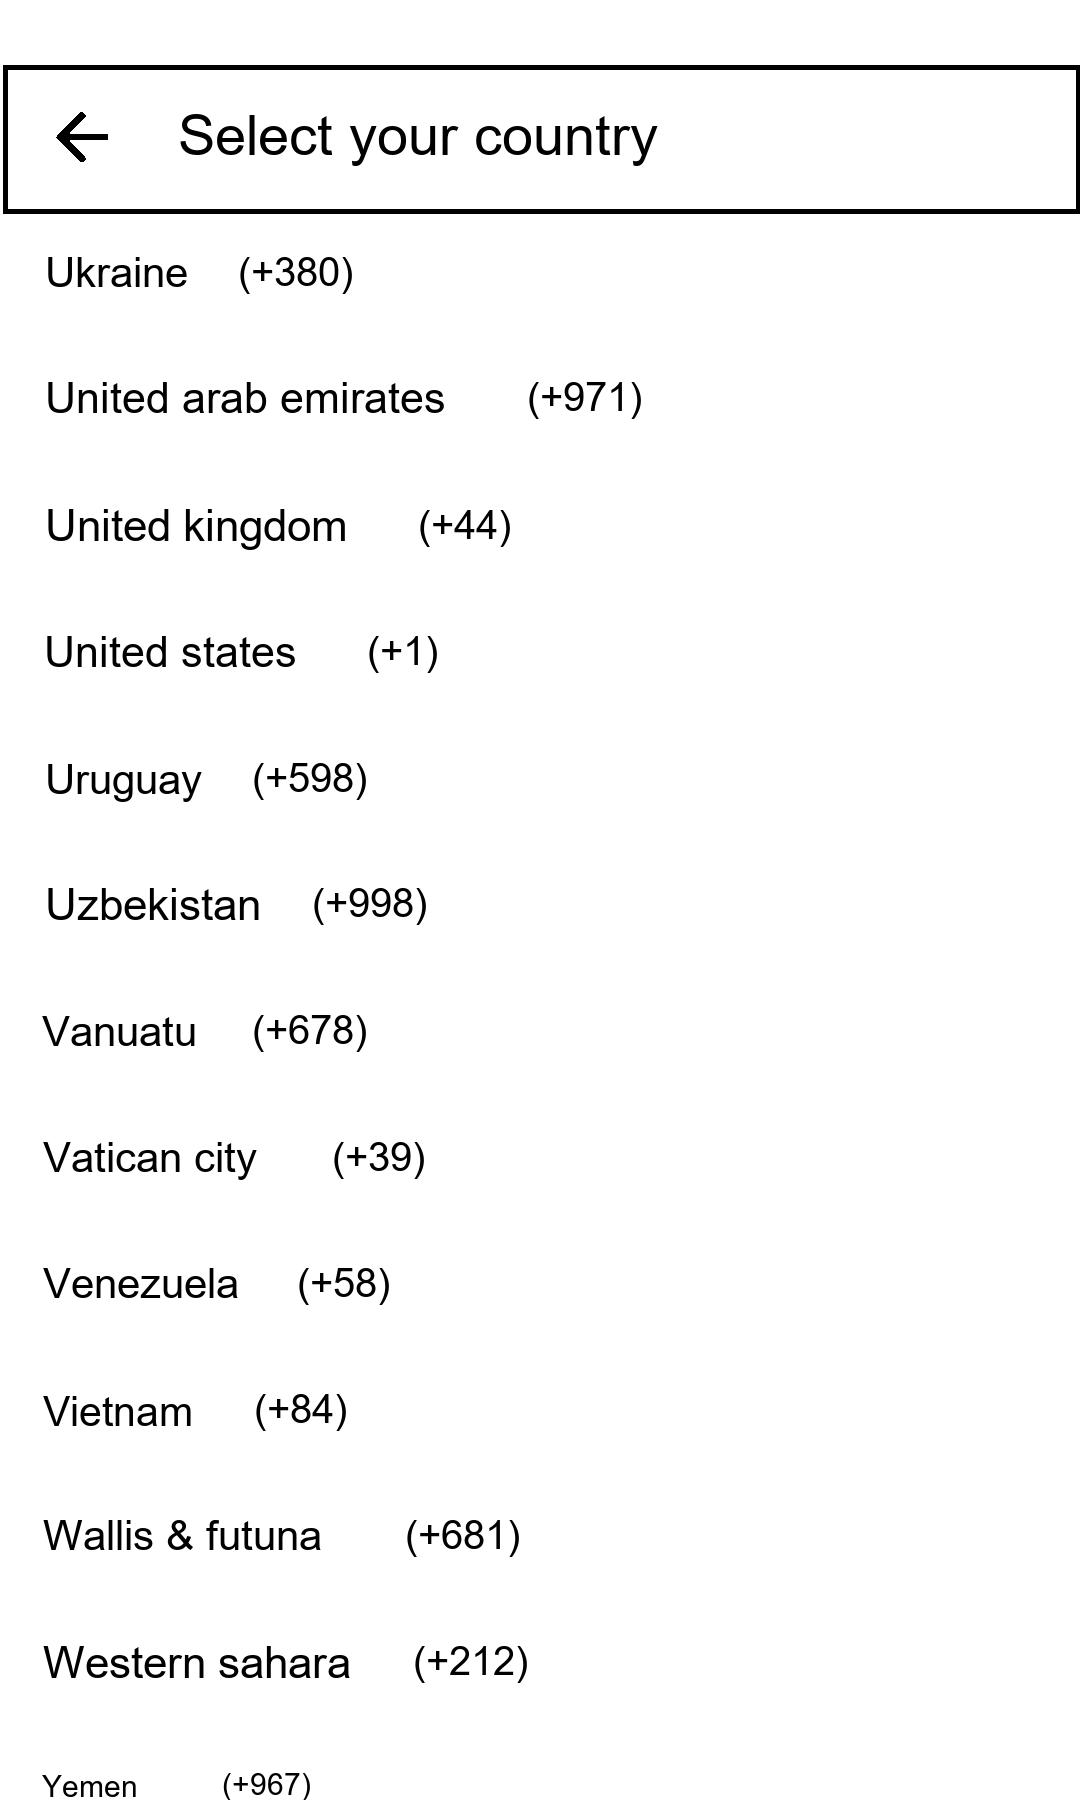 Select your country
Ukraine (+380)
United arab emirates (+971)
United kingdom (+44)
United states (+1)
Uruguay (+598)
Uzbekistan (+998)
Vanuatu (+678)
Vatican city (+39)
Venezuela (+58)
Vietnam (+84)
Wallis & futuna (+681)
Western sahara (+212)
Yemen (+967)